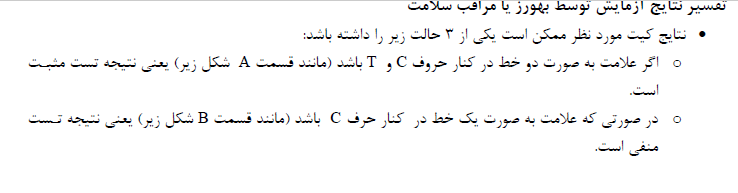 تفسیر نتایج آزمایش توسط بهورز یا مراقب سلامت
• نتایج کیت مورد نظر ممکن است یکی از ۳ حالت زیر را داشته باشد:
○ اگر علامت به صورت دو خط در کنار حروف C و T باشد (مانند قسمت A شکل زیر) یعنی نتیجه تست مثبت
است.
○ در صورتی که علامت به صورت یک خط در کنار حرف C باشد (مانند قسمت B شکل زیر) یعنی نتیجه تست
منفی است.